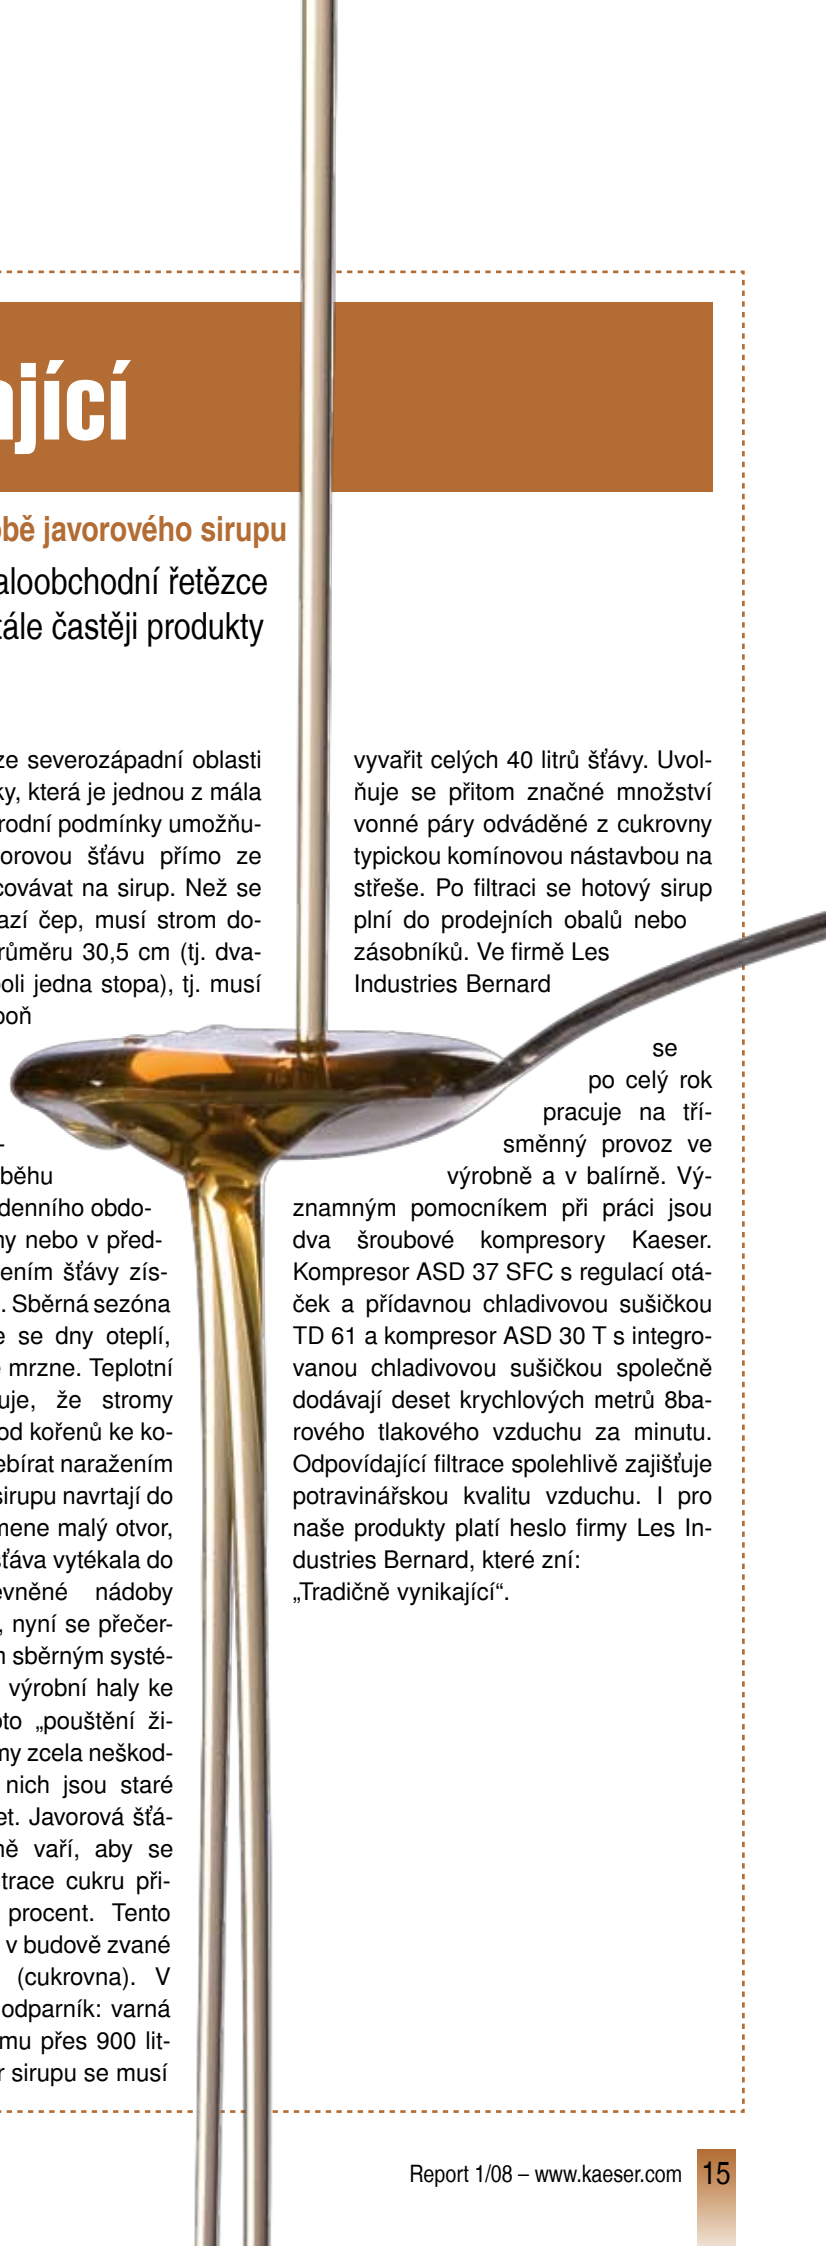 jící
bě javorového sirupu
aloobchodní řetězce
tále častěji produkty
ze severozápadní oblasti
ky, která je jednou z mála
rodní podmínky umožňu-
orovou šťávu přímo ze
covávat na sirup. Než se
azí čep, musí strom do-
růměru 30,5 cm (tj. dva-
oli jedna stopa), tj. musí
poň
-
běhu
denního obdo-
ny nebo v před-
ením šťávy zís-
. Sběrná sezóna
e se dny oteplí,
e mrzne. Teplotní
uje, že stromy
od kořenů ke ko-
ebírat naražením
sirupu navrtají do
mene malý otvor,
šťáva vytékala do
evněné nádoby
, nyní se přečer-
n sběrným systé-
výrobní haly ke
oto „pouštění ži-
my zcela neškod-
nich jsou staré
et. Javorová šťá-
ně vaří, aby se
trace cukru při-
procent. Tento
v budově zvané
(cukrovna). V
odparník: varná
mu přes 900 lit-
r sirupu se musí
vyvařit celých 40 litrů šťávy. Uvol-
ňuje se přitom značné množství
vonné páry odváděné z cukrovny
typickou komínovou nástavbou na
střeše. Po filtraci se hotový sirup
plní do prodejních obalů nebo
zásobníků. Ve firmě Les
Industries Bernard
se
po celý rok
pracuje na tří-
směnný provoz ve
výrobně a v balírně. Vý-
znamným pomocníkem při práci jsou
dva šroubové kompresory Kaeser.
Kompresor ASD 37 SFC s regulací otá-
ček a přídavnou chladivovou sušičkou
TD 61 a kompresor ASD 30 T s integro-
vanou chladivovou sušičkou společně
dodávají deset krychlových metrů 8ba-
rového tlakového vzduchu za minutu.
Odpovídající filtrace spolehlivě zajišťuje
potravinářskou kvalitu vzduchu. I pro
naše produkty platí heslo firmy Les In-
dustries Bernard, které zní:
„Tradičně vynikající“.
Report 1/08 – www.kaeser.com 15